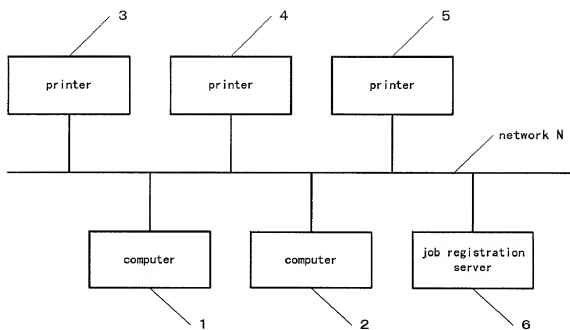 3
4
5
printer
printer
printer
network N
computer
computer
job registration
server
1
2
6